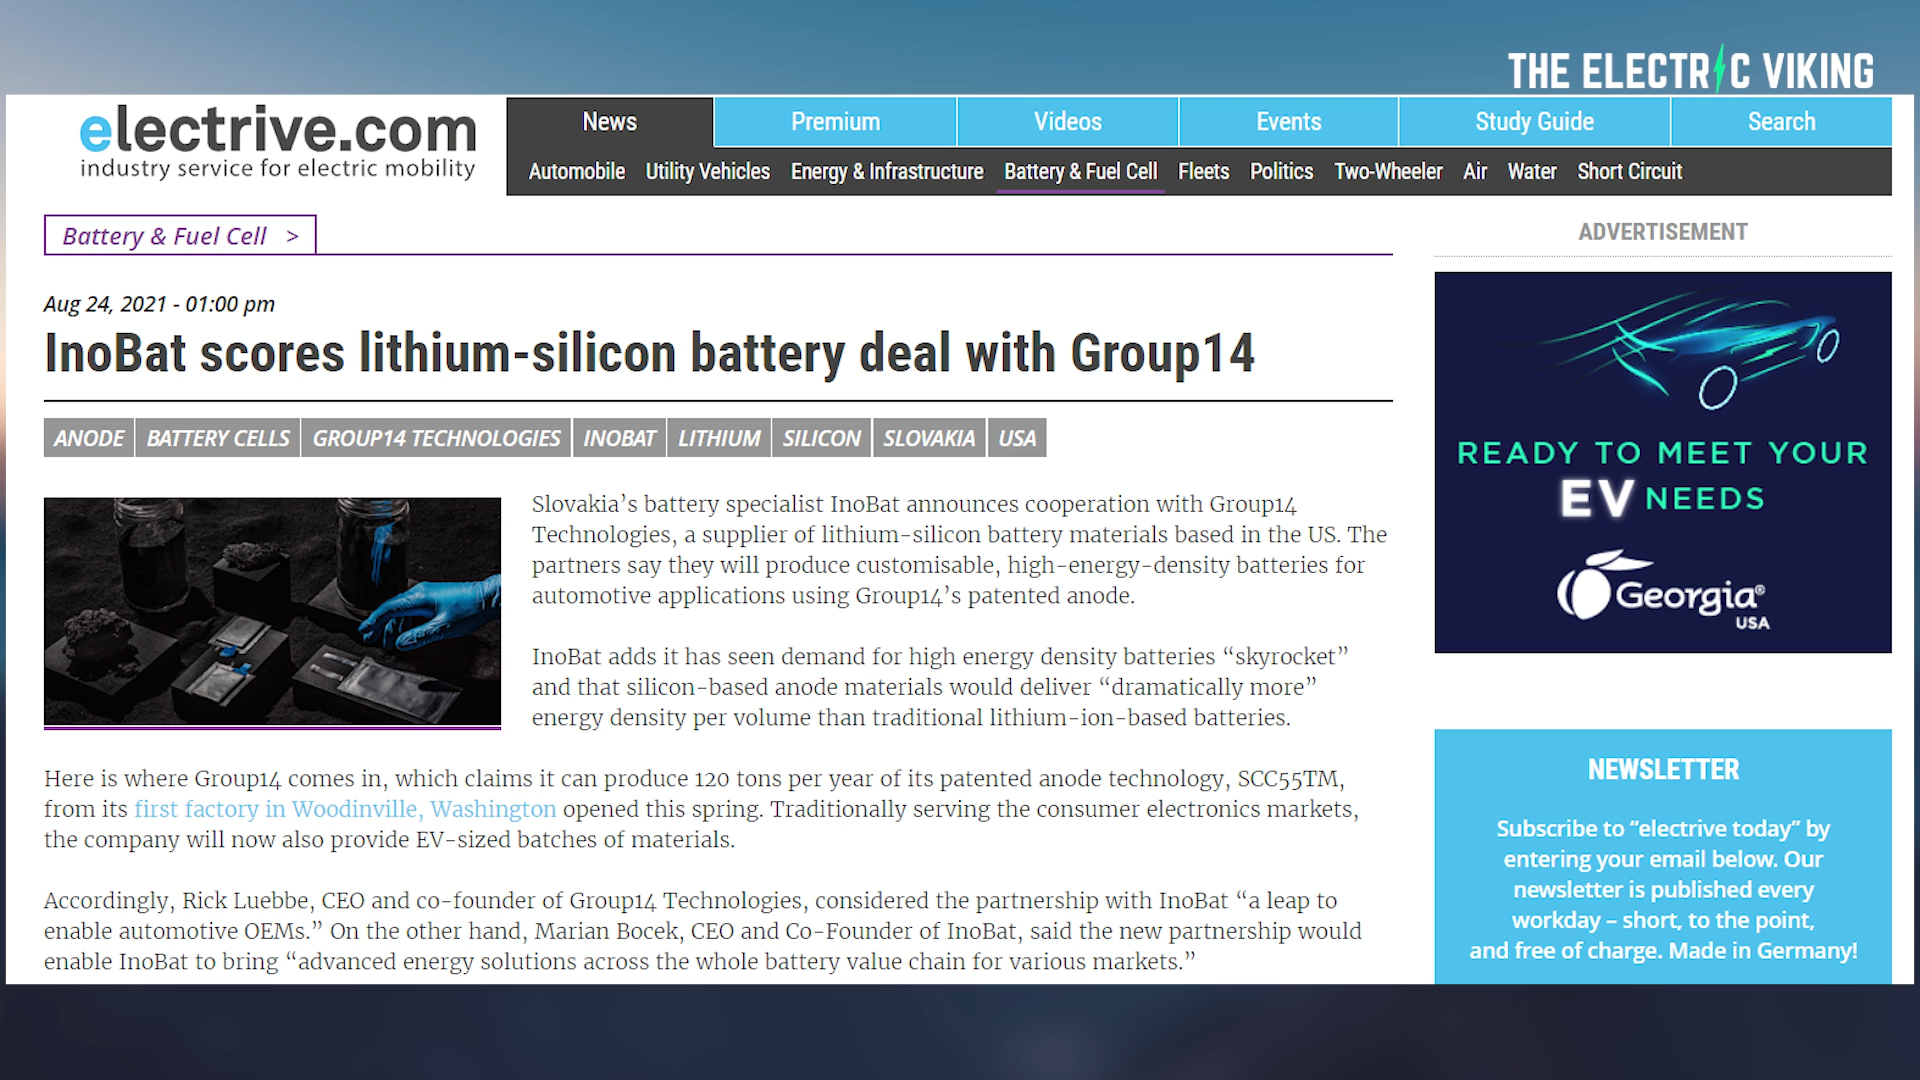 THE ELECTRIC VIKING
electrive.com
industry service for electric mobility
News
Premium
Videos
Events
Study Guide
Search
Automobile
Utility Vehicles
Energy & Infrastructure
Battery & Fuel Cell
Fleets
Politics
Two-Wheeler
Air
Water
Short Circuit
Battery & Fuel Cell >
Aug 24, 2021 - 01:00 pm
InoBat scores lithium-silicon battery deal with Group14
ANODE
BATTERY CELLS
GROUP14 TECHNOLOGIES
INOBAT
LITHIUM
SILICON
SLOVAKIA
USA
Slovakia’s battery specialist InoBat announces cooperation with Group14
Technologies, a supplier of lithium-silicon battery materials based in the US. The
partners say they will produce customisable, high-energy-density batteries for
automotive applications using Group14’s patented anode.
InoBat adds it has seen demand for high energy density batteries “skyrocket”
and that silicon-based anode materials would deliver “dramatically more”
energy density per volume than traditional lithium-ion-based batteries.
Here is where Group14 comes in, which claims it can produce 120 tons per year of its patented anode technology, SCC55TM,
from its first factory in Woodinville, Washington opened this spring. Traditionally serving the consumer electronics markets,
the company will now also provide EV-sized batches of materials.
Accordingly, Rick Luebbe, CEO and co-founder of Group14 Technologies, considered the partnership with InoBat “a leap to
enable automotive OEMs.” On the other hand, Marian Bocek, CEO and Co-Founder of InoBat, said the new partnership would
enable InoBat to bring “advanced energy solutions across the whole battery value chain for various markets.”
ADVERTISEMENT
READY TO MEET YOUR
EV NEEDS
Georgia®
USA
NEWSLETTER
Subscribe to “electrive today” by
entering your email below. Our
newsletter is published every
workday – short, to the point,
and free of charge. Made in Germany!